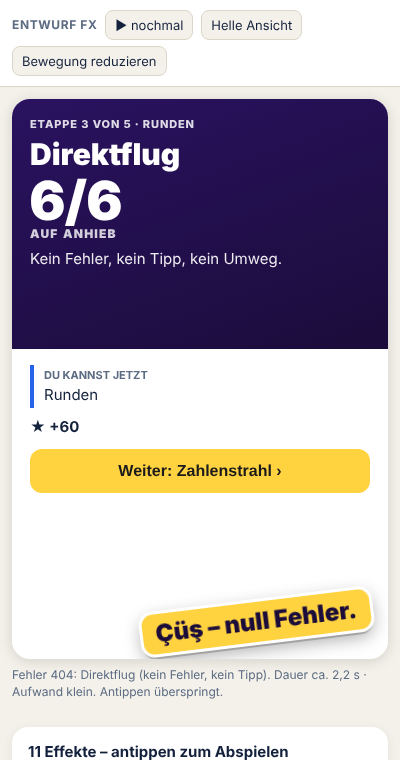 ENTWURF FX ▶ nochmal Helle Ansicht
Bewegung reduzieren
ETAPPE 3 VON 5 · RUNDEN
Direktflug
6/6
AUF ANHIEB
Kein Fehler, kein Tipp, kein Umweg.
DU KANNST JETZT
Runden
★ +60
Weiter: Zahlenstrahl ›
Çüş – null Fehler.
Fehler 404: Direktflug (kein Fehler, kein Tipp). Dauer ca. 2,2 s ·
Aufwand klein. Antippen überspringt.
11 Effekte – antippen zum Abspielen